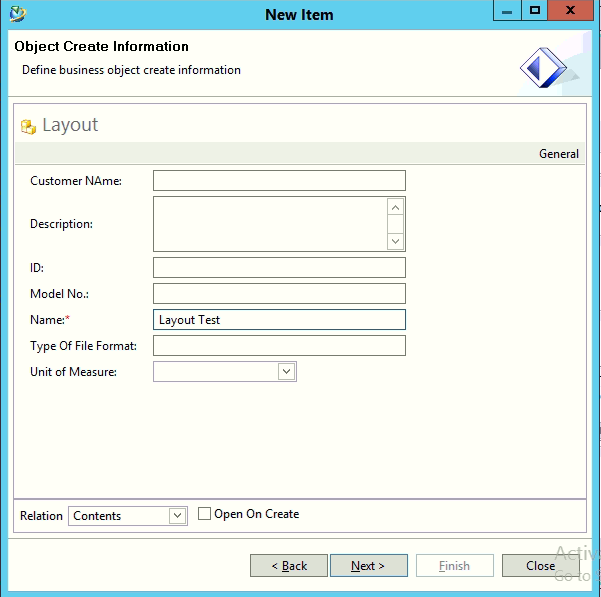 New Item
Object Create Information
Define business object create information
Layout
General
Customer NAme:
Description:
ID:
Model No.:
Name:* Layout Test
Type Of File Format:
Unit of Measure:
Relation Contents Open On Create
< Back Next > Finish Close
Go to